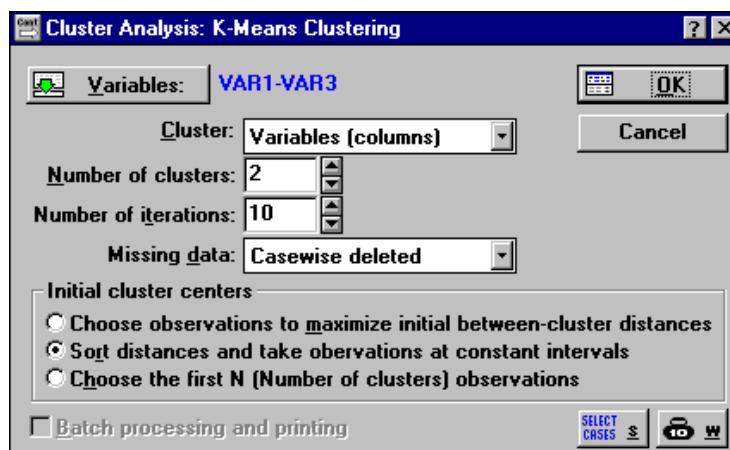 Cont
Cluster Analysis: K-Means Clustering
Variables: VAR1-VAR3
OK
Cluster: Variables (columns)
Cancel
Number of clusters: 2
Number of iterations: 10
Missing data: Casewise deleted
Initial cluster centers
Choose observations to maximize initial between-cluster distances
Sort distances and take obervations at constant intervals
Choose the first N (Number of clusters) observations
Batch processing and printing
SELECT CASES S
10 W